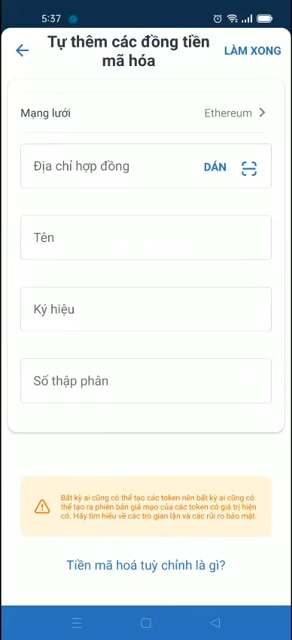 5:37
Tự thêm các đồng tiền
mã hóa
LÀM XONG
Mạng lưới
Ethereum
Địa chỉ hợp đồng
DÁN
Tên
Ký hiệu
Số thập phân
Bất kỳ ai cũng có thể tạo các token nên bất kỳ ai cũng có
thể tạo ra phiên bản giả mạo của các token có giá trị hiện
có. Hãy tìm hiểu về các trò gian lận và các rủi ro bảo mật.
Tiền mã hoá tuỳ chỉnh là gì?